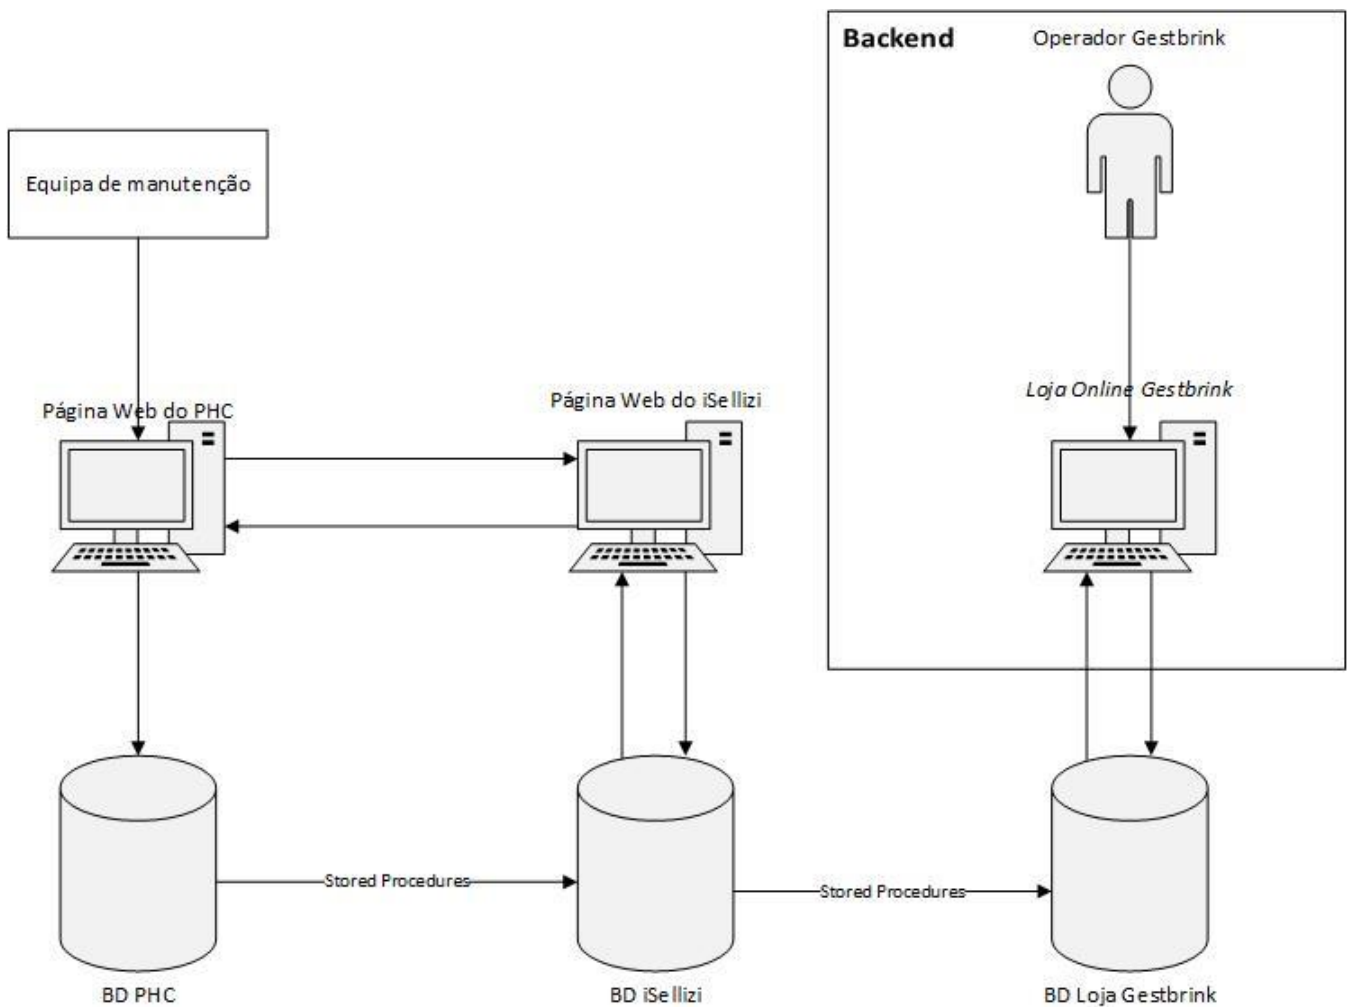 Backend
Operador Gestbrink
Equipa de manutenção
Página Web do PHC
Página Web do iSellizi
Loja Online Gestbrink
Stored Procedures
Stored Procedures
BD PHC
BD iSellizi
BD Loja Gestbrink